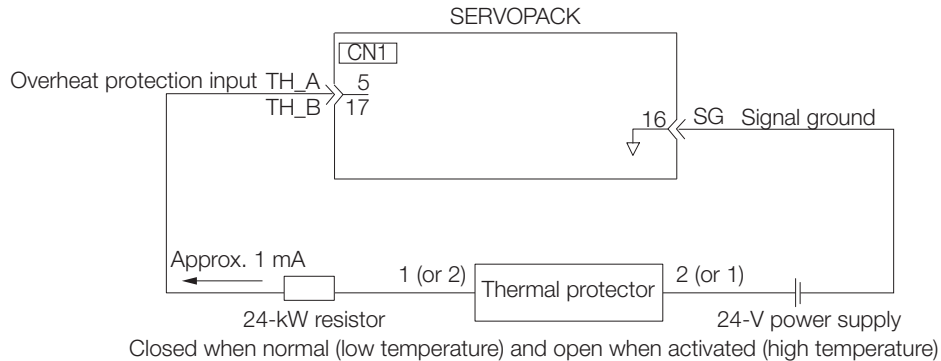 SERVOPACK
CN1
Overheat protection input TH_A 5
TH_B 17
16 SG Signal ground
Approx. 1 mA
1 (or 2) Thermal protector 2 (or 1)
24-kW resistor 24-V power supply
Closed when normal (low temperature) and open when activated (high temperature)